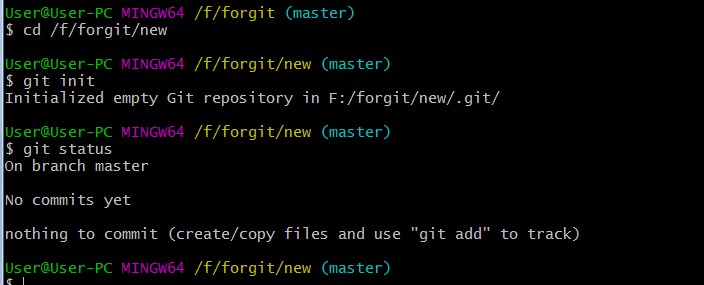 User@User-PC MINGW64 /f/forgit (master)
$ cd /f/forgit/new
User@User-PC MINGW64 /f/forgit/new (master)
$ git init
Initialized empty Git repository in F:/forgit/new/.git/
User@User-PC MINGW64 /f/forgit/new (master)
$ git status
On branch master
No commits yet
nothing to commit (create/copy files and use "git add" to track)
User@User-PC MINGW64 /f/forgit/new (master)
$